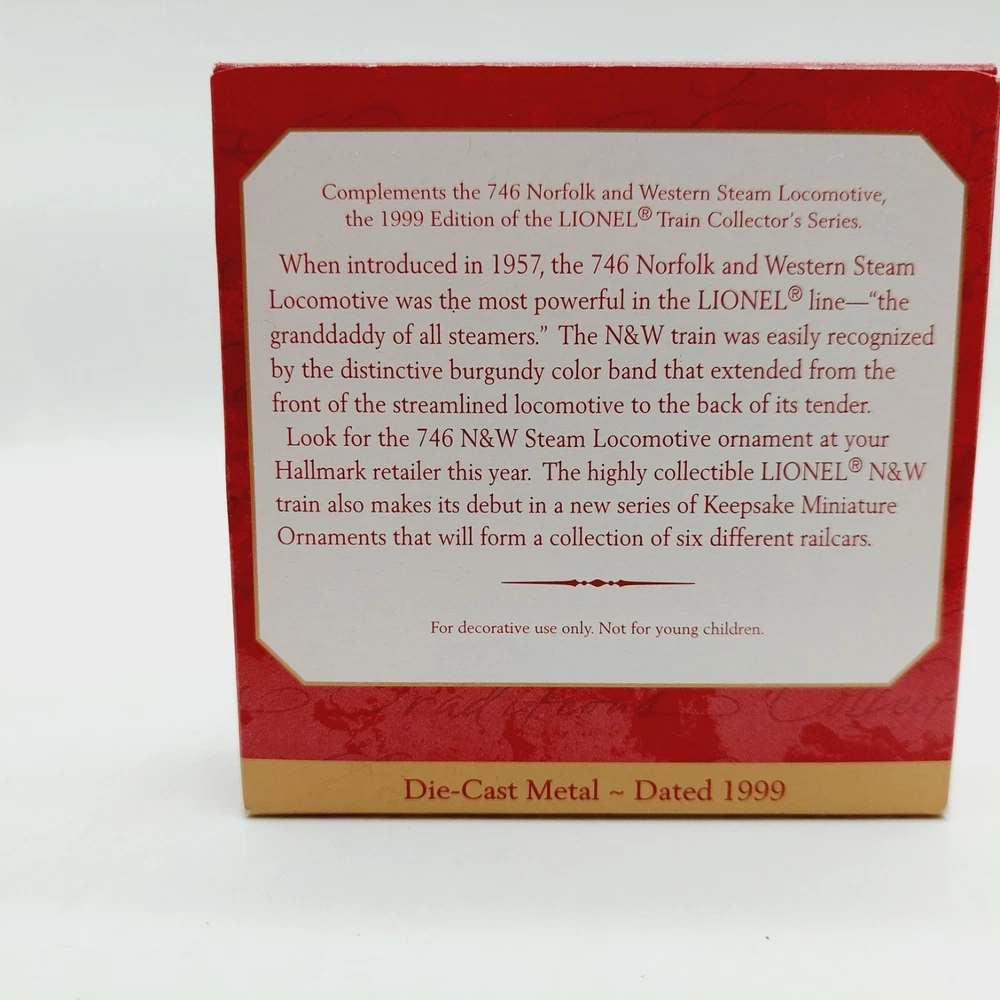 Complements the 746 Norfolk and Western Steam Locomotive,
the 1999 Edition of the LIONEL® Train Collector's Series.
When introduced in 1957, the 746 Norfolk and Western Steam
Locomotive was the most powerful in the LIONEL® line—“the
granddaddy of all steamers.” The N&W train was easily recognized
by the distinctive burgundy color band that extended from the
front of the streamlined locomotive to the back of its tender.
Look for the 746 N&W Steam Locomotive ornament at your
Hallmark retailer this year. The highly collectible LIONEL® N&W
train also makes its debut in a new series of Keepsake Miniature
Ornaments that will form a collection of six different railcars.
For decorative use only. Not for young children.
Traditions
Die-Cast Metal ~ Dated 1999